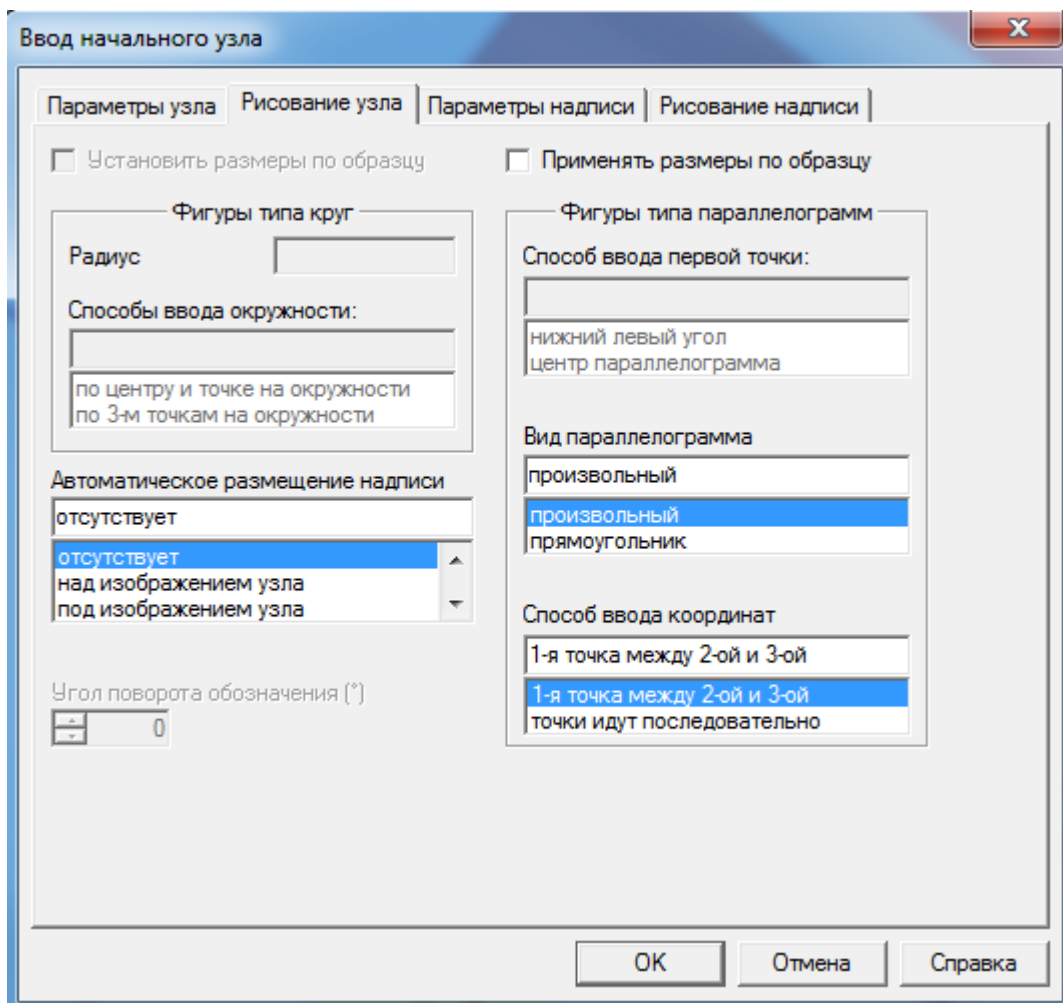 Ввод начального узла
Параметры узла
Рисование узла
Параметры надписи
Рисование надписи
Установить размеры по образцу
Применять размеры по образцу
Фигуры типа круг
Радиус
Способы ввода окружности:
по центру и точке на окружности
по 3-м точкам на окружности
Автоматическое размещение надписи
отсутствует
отсутствует
над изображением узла
под изображением узла
Угол поворота обозначения (°)
0
Фигуры типа параллелограмм
Способ ввода первой точки:
нижний левый угол
центр параллелограмма
Вид параллелограмма
произвольный
произвольный
прямоугольник
Способ ввода координат
1-я точка между 2-ой и 3-ой
1-я точка между 2-ой и 3-ой
точки идут последовательно
OK
Отмена
Справка